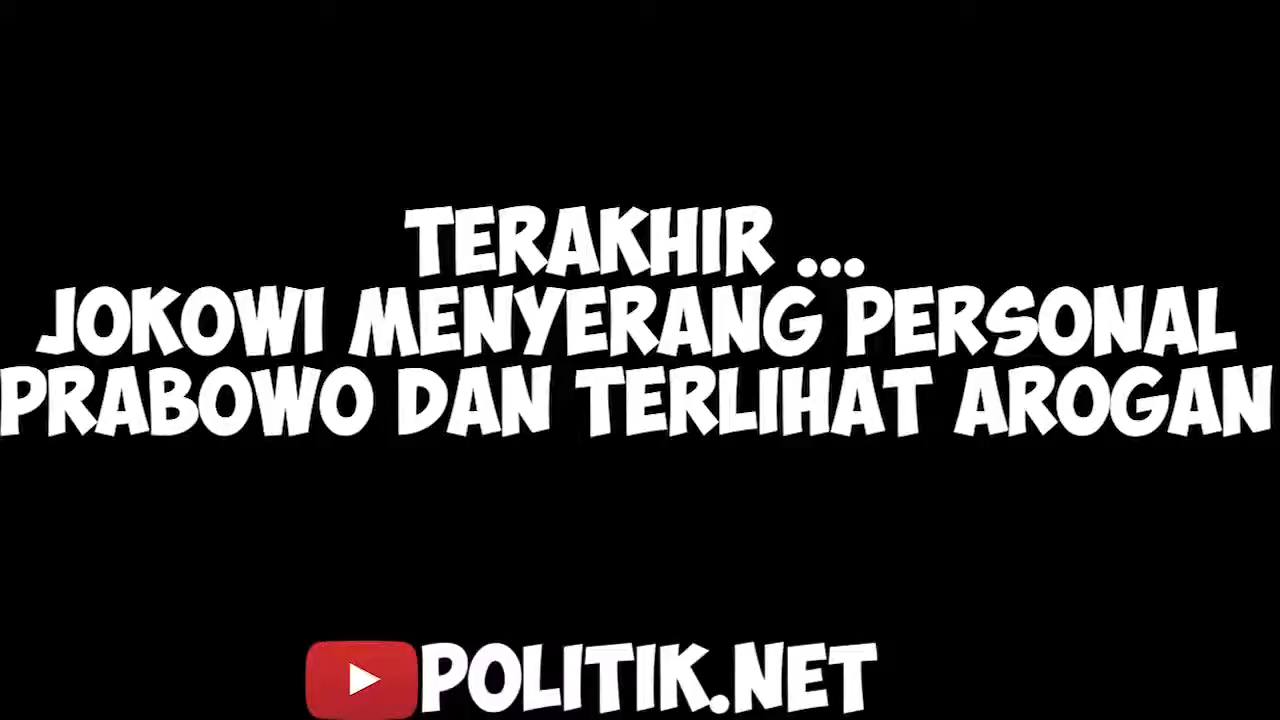 TERAKHIR ...
JOKOWI MENYERANG PERSONAL
PRABOWO DAN TERLIHAT AROGAN
POLITIK.NET